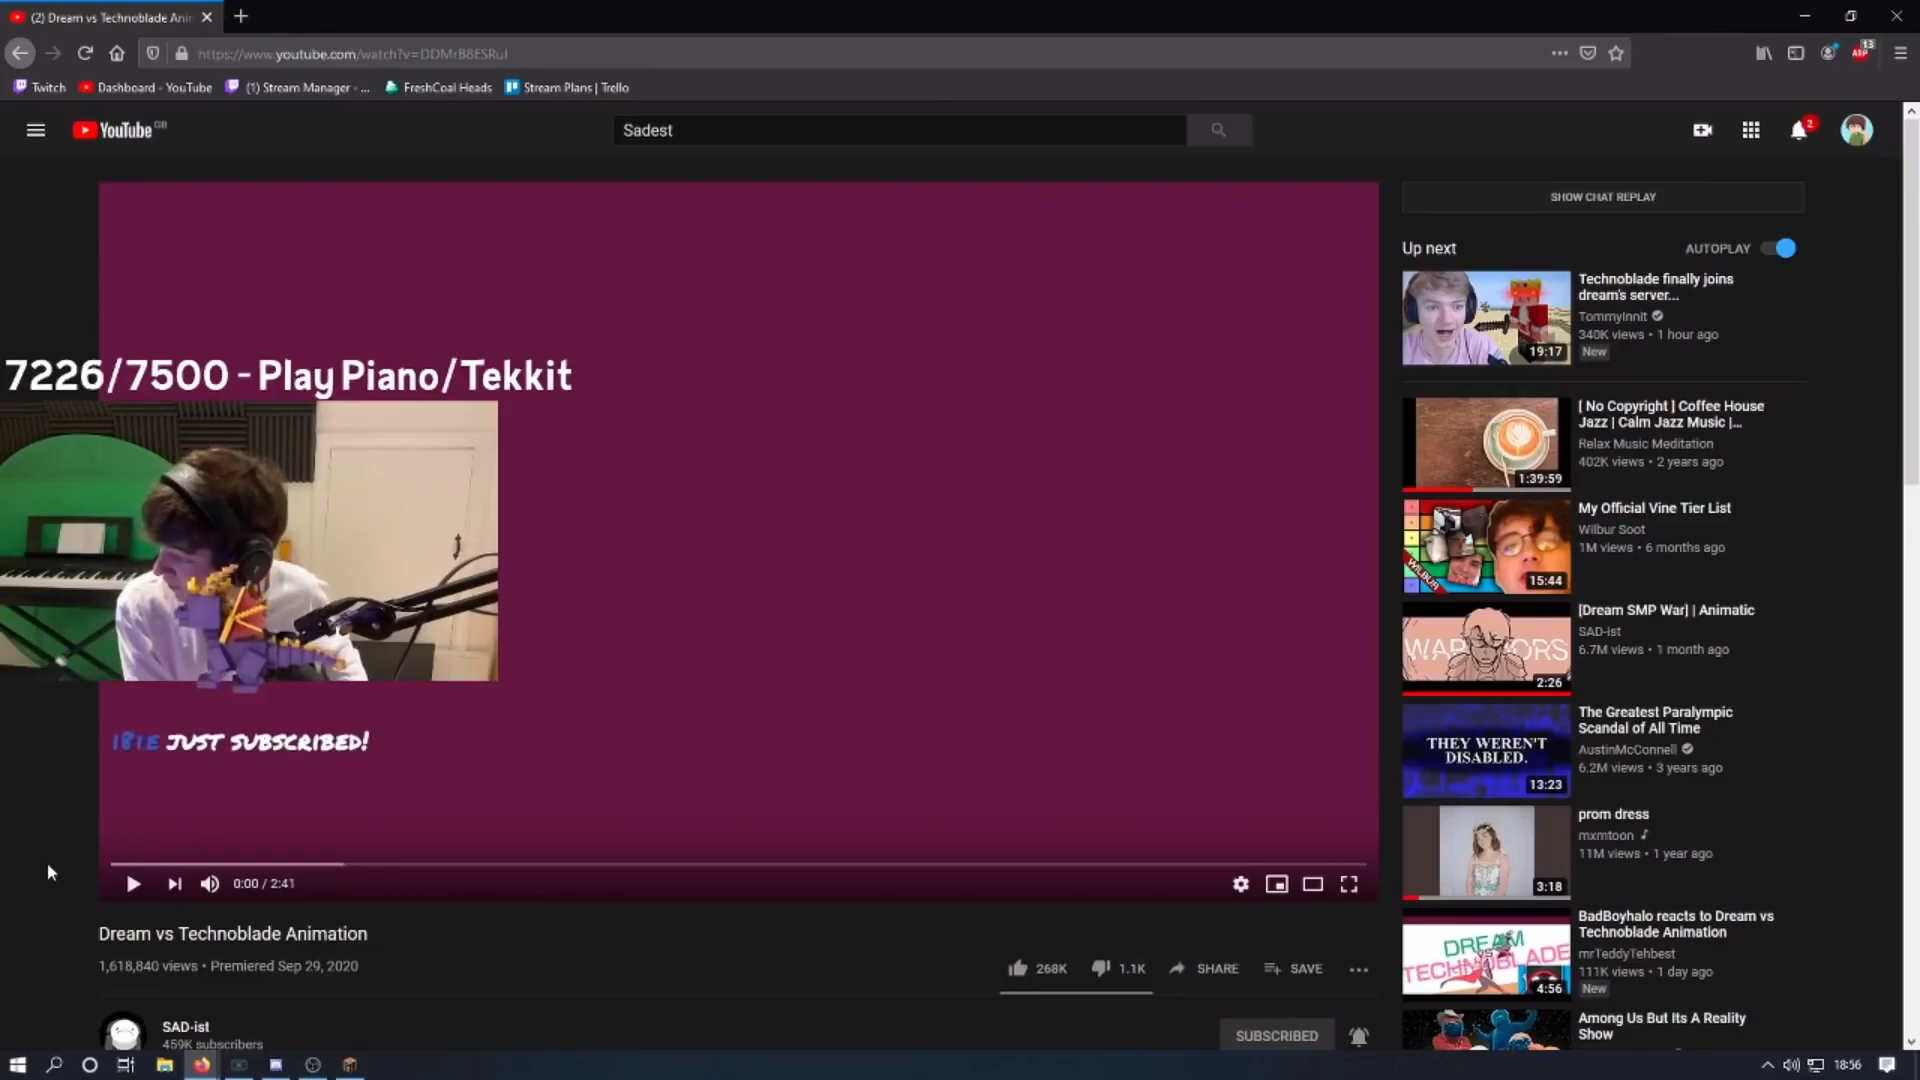 (2) Dream vs Technoblade Ani
https://www.youtube.com/watch?v=DDMrB8ESRuI
13
ABP
Twitch
Dashboard - YouTube
(1) Stream Manager - ...
FreshCoal Heads
Stream Plans | Trello
YouTube GB
Sadest
2
SHOW CHAT REPLAY
Up next
AUTOPLAY
Technoblade finally joins
dream's server...
TommyInnit
340K views • 1 hour ago
New
19:17
7226/7500 - Play Piano/Tekkit
[ No Copyright ] Coffee House
Jazz | Calm Jazz Music |...
Relax Music Meditation
402K views • 2 years ago
1:39:59
My Official Vine Tier List
Wilbur Soot
1M views • 6 months ago
WILBUR
15:44
[Dream SMP War] | Animatic
SAD-ist
6.7M views • 1 month ago
2:26
The Greatest Paralympic
Scandal of All Time
AustinMcConnell
6.2M views • 3 years ago
THEY WEREN'T
DISABLED.
13:23
18IE JUST SUBSCRIBED!
prom dress
mxmtoon
11M views • 1 year ago
3:18
0:00 / 2:41
BadBoyhalo reacts to Dream vs
Technoblade Animation
mrTeddyTehbest
111K views • 1 day ago
New
DREAM
VS
TECHNOBLADE
4:56
Dream vs Technoblade Animation
1,618,840 views • Premiered Sep 29, 2020
268K
1.1K
SHARE
SAVE
Among Us But Its A Reality
Show
SAD-ist
459K subscribers
SUBSCRIBED
18:56